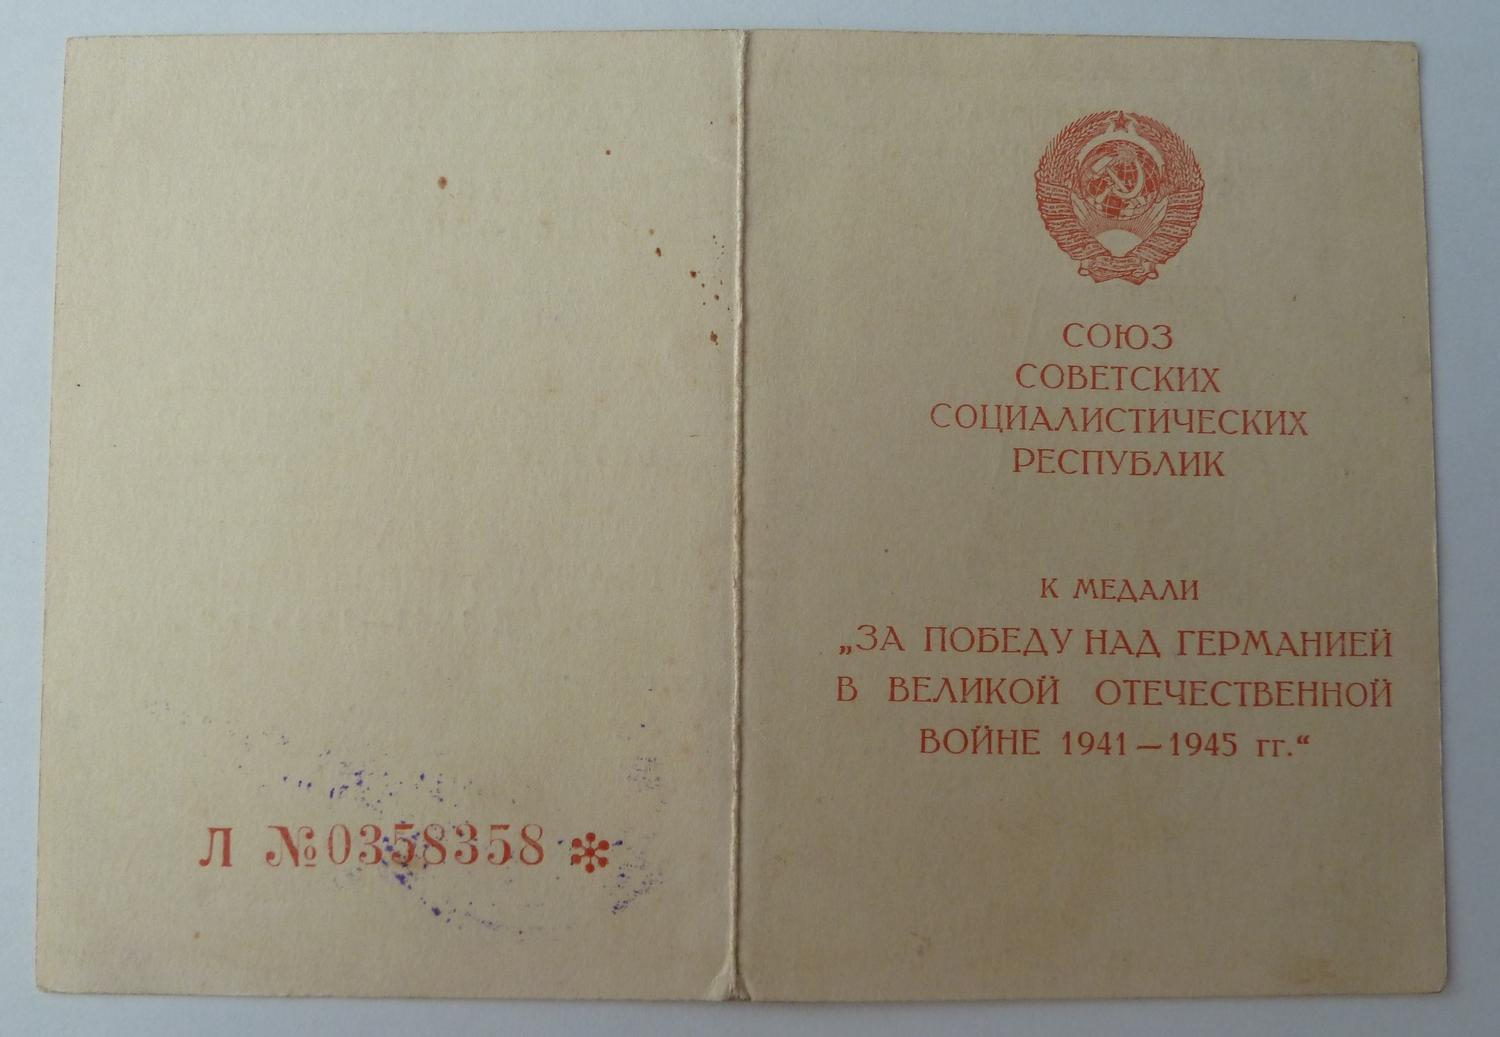 Л №0358358
СОЮЗ
СОВЕТСКИХ
СОЦИАЛИСТИЧЕСКИХ
РЕСПУБЛИК
К МЕДАЛИ
„ЗА ПОБЕДУ НАД ГЕРМАНИЕЙ
В ВЕЛИКОЙ ОТЕЧЕСТВЕННОЙ
ВОЙНЕ 1941—1945 гг.“